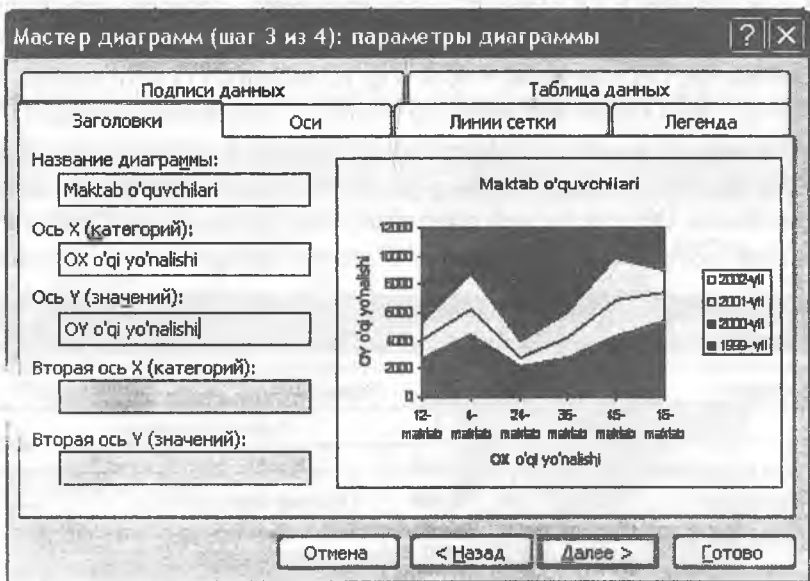 Мастер диаграмм (шаг 3 из 4): параметры диаграммы
Подписи данных
Таблица данных
Заголовки
Оси
Линии сетки
Легенда
Название диаграммы:
Maktab o'quvchilari
Ось X (категорий):
OX o'qi yo'nalishi
Ось Y (значений):
OY o'qi yo'nalishi
Вторая ось X (категорий):
Вторая ось Y (значений):
Maktab o'quvchilari
OY o'qi yo'nalishi
12000
10000
8000
6000
4000
2000
0
12- 24- 35-
maktab maktab maktab maktab maktab maktab
OX o'qi yo'nalishi
2002-yil
2001-yil
2000-yil
1999-yil
Отмена
< Назад
Далее >
Готово